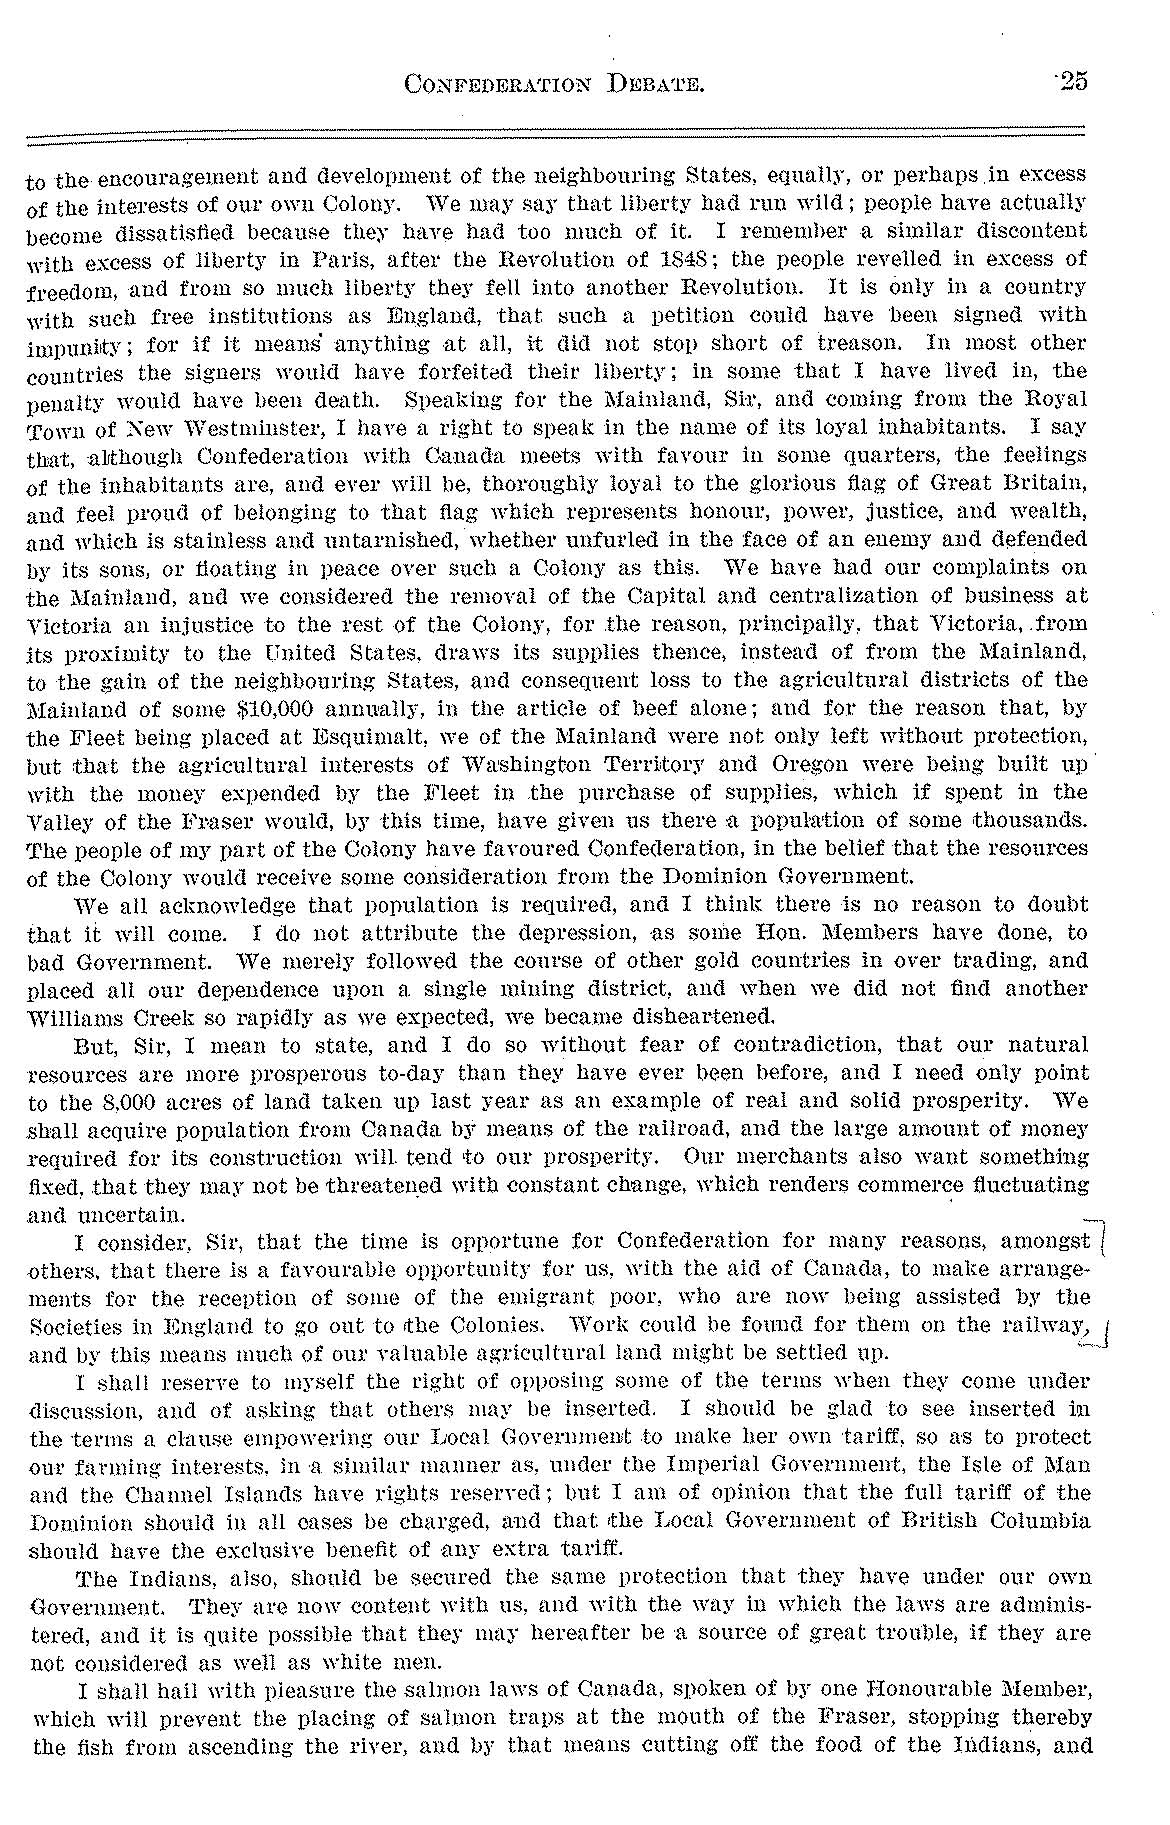 CONFEDERATION DEBATE. 25
to the encouragement and development of the neighbouring States, equally, or perhaps in excess
of the interests of our own Colony. We may say that liberty had run wild; people have actually
become dissatisfied because they have had too much of it. I remember a similar discontent
with excess of liberty in Paris, after the Revolution of 1848; the people revelled in excess of
freedom, and from so much liberty they fell into another Revolution. It is only in a country
with such free institutions as England, that such a petition could have been signed with
impunity; for if it means anything at all, it did not stop short of treason. In most other
countries the signers would have forfeited their liberty; in some that I have lived in, the
penalty would have been death. Speaking for the Mainland, Sir, and coming from the Royal
Town of New Westminster, I have a right to speak in the name of its loyal inhabitants. I say
that, although Confederation with Canada meets with favour in some quarters, the feelings
of the inhabitants are, and ever will be, thoroughly loyal to the glorious flag of Great Britain,
and feel proud of belonging to that flag which represents honour, power, justice, and wealth,
and which is stainless and untarnished, whether unfurled in the face of an enemy and defended
by its sons, or floating in peace over such a Colony as this. We have had our complaints on
the Mainland, and we considered the removal of the Capital and centralization of business at
Victoria an injustice to the rest of the Colony, for the reason, principally, that Victoria, from
its proximity to the United States, draws its supplies thence, instead of from the Mainland,
to the gain of the neighbouring States, and consequent loss to the agricultural districts of the
Mainland of some $10,000 annually, in the article of beef alone; and for the reason that, by
the Fleet being placed at Esquimalt, we of the Mainland were not only left without protection,
but that the agricultural interests of Washington Territory and Oregon were being built up
with the money expended by the Fleet in the purchase of supplies, which if spent in the
Valley of the Fraser would, by this time, have given us there a population of some thousands.
The people of my part of the Colony have favoured Confederation, in the belief that the resources
of the Colony would receive some consideration from the Dominion Government.
We all acknowledge that population is required, and I think there is no reason to doubt
that it will come. I do not attribute the depression, as some Hon. Members have done, to
bad Government. We merely followed the course of other gold countries in over trading, and
placed all our dependence upon a single mining district, and when we did not find another
Williams Creek so rapidly as we expected, we became disheartened.
But, Sir, I mean to state, and I do so without fear of contradiction, that our natural
resources are more prosperous to-day than they have ever been before, and I need only point
to the 8,000 acres of land taken up last year as an example of real and solid prosperity. We
shall acquire population from Canada by means of the railroad, and the large amount of money
required for its construction will tend to our prosperity. Our merchants also want something
fixed, that they may not be threatened with constant change, which renders commerce fluctuating
and uncertain.
I consider, Sir, that the time is opportune for Confederation for many reasons, amongst
others, that there is a favourable opportunity for us, with the aid of Canada, to make arrange-
ments for the reception of some of the emigrant poor, who are now being assisted by the
Societies in England to go out to the Colonies. Work could be found for them on the railway,
and by this means much of our valuable agricultural land might be settled up.
I shall reserve to myself the right of opposing some of the terms when they come under
discussion, and of asking that others may be inserted. I should be glad to see inserted in
the terms a clause empowering our Local Government to make her own tariff, so as to protect
our farming interests, in a similar manner as, under the Imperial Government, the Isle of Man
and the Channel Islands have rights reserved; but I am of opinion that the full tariff of the
Dominion should in all cases be charged, and that the Local Government of British Columbia
should have the exclusive benefit of any extra tariff.
The Indians, also, should be secured the same protection that they have under our own
Government. They are now content with us, and with the way in which the laws are adminis-
tered, and it is quite possible that they may hereafter be a source of great trouble, if they are
not considered as well as white men.
I shall hail with pleasure the salmon laws of Canada, spoken of by one Honourable Member,
which will prevent the placing of salmon traps at the mouth of the Fraser, stopping thereby
the fish from ascending the river, and by that means cutting off the food of the Indians, and